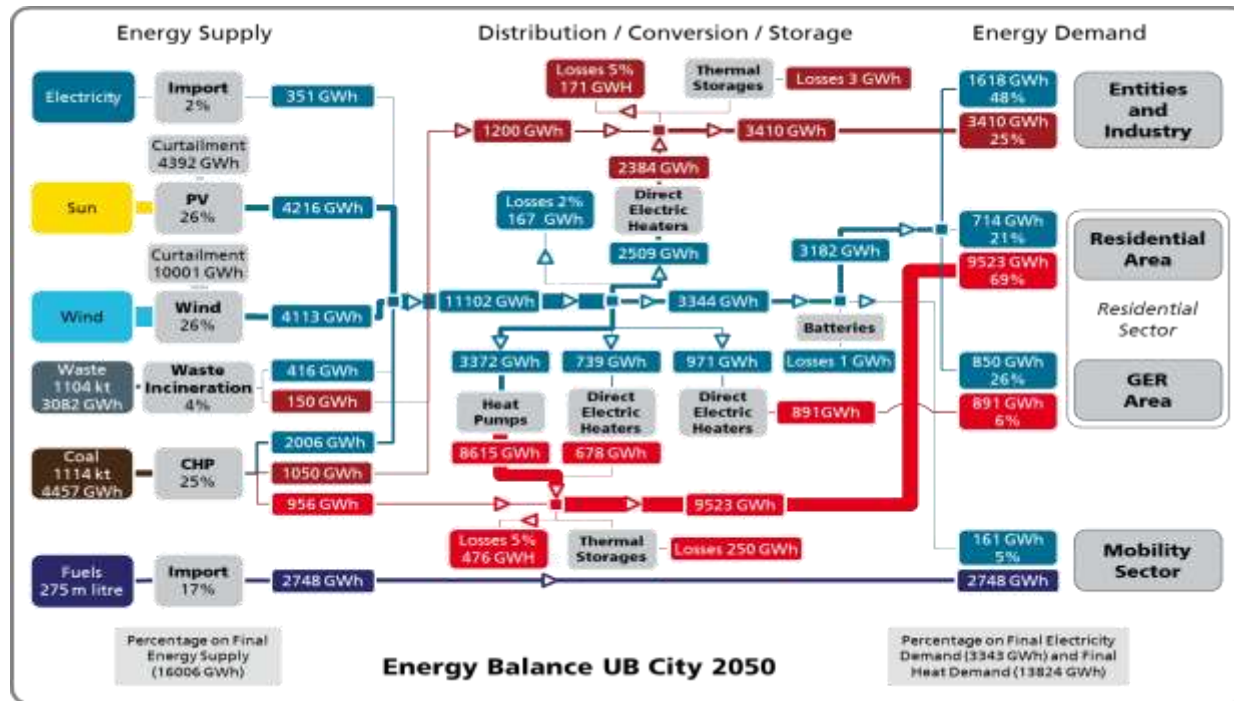 Energy Supply
Distribution / Conversion / Storage
Energy Demand
Electricity
Import
2%
351 GWh
Curtailment
4392 GWh
Sun
PV
26%
4216 GWh
Curtailment
10001 GWh
Wind
Wind
26%
4113 GWh
Waste
1104 kt
3082 GWh
Waste
Incineration
4%
416 GWh
150 GWh
Coal
1114 kt
4457 GWh
CHP
25%
2006 GWh
1050 GWh
956 GWh
Fuels
275 m litre
Import
17%
2748 GWh
Losses 5%
171 GWH
Thermal
Storages
Losses 3 GWh
1200 GWh
3410 GWh
2384 GWh
Direct
Electric
Heaters
Losses 2%
167 GWh
2509 GWh
3182 GWh
11102 GWh
3344 GWh
Batteries
Losses 1 GWh
3372 GWh
739 GWh
971 GWh
Heat
Pumps
Direct
Electric
Heaters
Direct
Electric
Heaters
891GWh
8615 GWh
678 GWh
9523 GWh
Losses 5%
476 GWH
Thermal
Storages
Losses 250 GWh
1618 GWh
48%
3410 GWh
25%
Entities
and
Industry
714 GWh
21%
9523 GWh
69%
Residential
Area
Residential
Sector
850 GWh
26%
891 GWh
6%
GER
Area
161 GWh
5%
2748 GWh
Mobility
Sector
Percentage on Final
Energy Supply
(16006 GWh)
Energy Balance UB City 2050
Percentage on Final Electricity
Demand (3343 GWh) and Final
Heat Demand (13824 GWh)